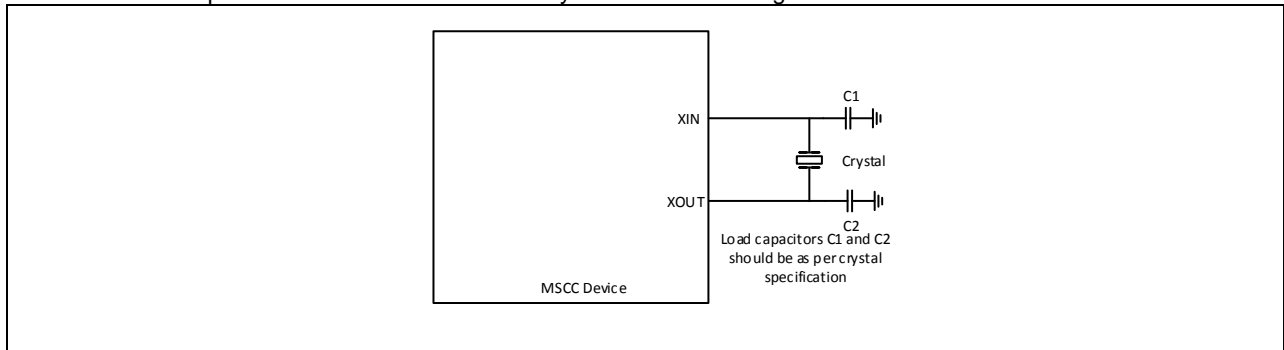 C1
XIN
Crystal
XOUT
C2
Load capacitors C1 and C2
should be as per crystal
specification
MSCC Device